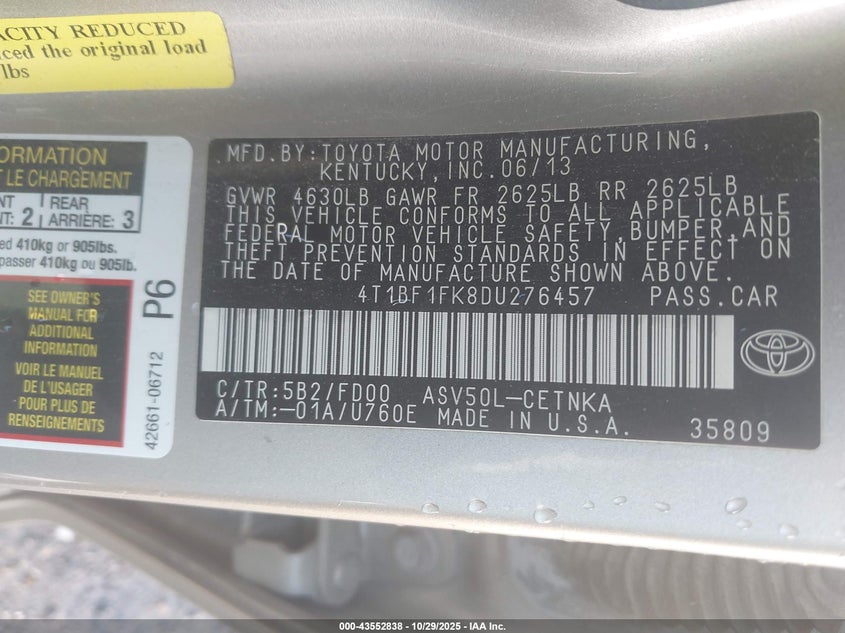 ACITY REDUCED
ced the original load
lbs
ORMATION
LE CHARGEMENT
NT
: 2
REAR
ARRIÈRE: 3
ed 410kg or 905lbs.
passer 410kg ou 905lb.
SEE OWNER'S
MANUAL FOR
ADDITIONAL
INFORMATION
VOIR LE MANUEL
DE L'USAGER
POUR PLUS DE
RENSEIGNEMENTS
P6
42661-06712
MFD.BY:TOYOTA MOTOR MANUFACTURING,
KENTUCKY, INC.06/13
GVWR 4630LB GAWR FR 2625LB RR 2625LB
THIS VEHICLE CONFORMS TO ALL APPLICABLE
FEDERAL MOTOR VEHICLE SAFETY,BUMPER,AND
THEFT PREVENTION STANDARDS IN EFFECT ON
THE DATE OF MANUFACTURE SHOWN ABOVE.
4T1BF1FK8DU276457 PASS.CAR
C/TR:5B2/FD00 ASV50L-CETNKA
A/TM:-01A/U760E MADE IN U.S.A. 35809
000-43552838 - 10/29/2025 - IAA Inc.